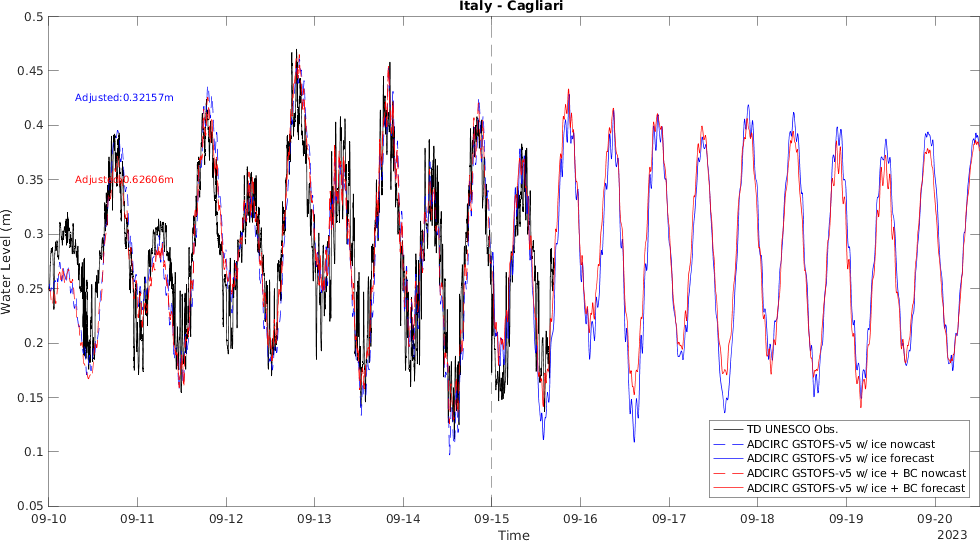 Italy - Cagliari
Water Level (m)
0.5
0.45
0.4
0.35
0.3
0.25
0.2
0.15
0.1
0.05
Adjusted:0.32157m
Adjusted:0.62606m
TD UNESCO Obs.
ADCIRC GSTOFS-v5 w/ ice nowcast
ADCIRC GSTOFS-v5 w/ ice forecast
ADCIRC GSTOFS-v5 w/ ice + BC nowcast
ADCIRC GSTOFS-v5 w/ ice + BC forecast
09-10 09-11 09-12 09-13 09-14 09-15 09-16 09-17 09-18 09-19 09-20
2023
Time